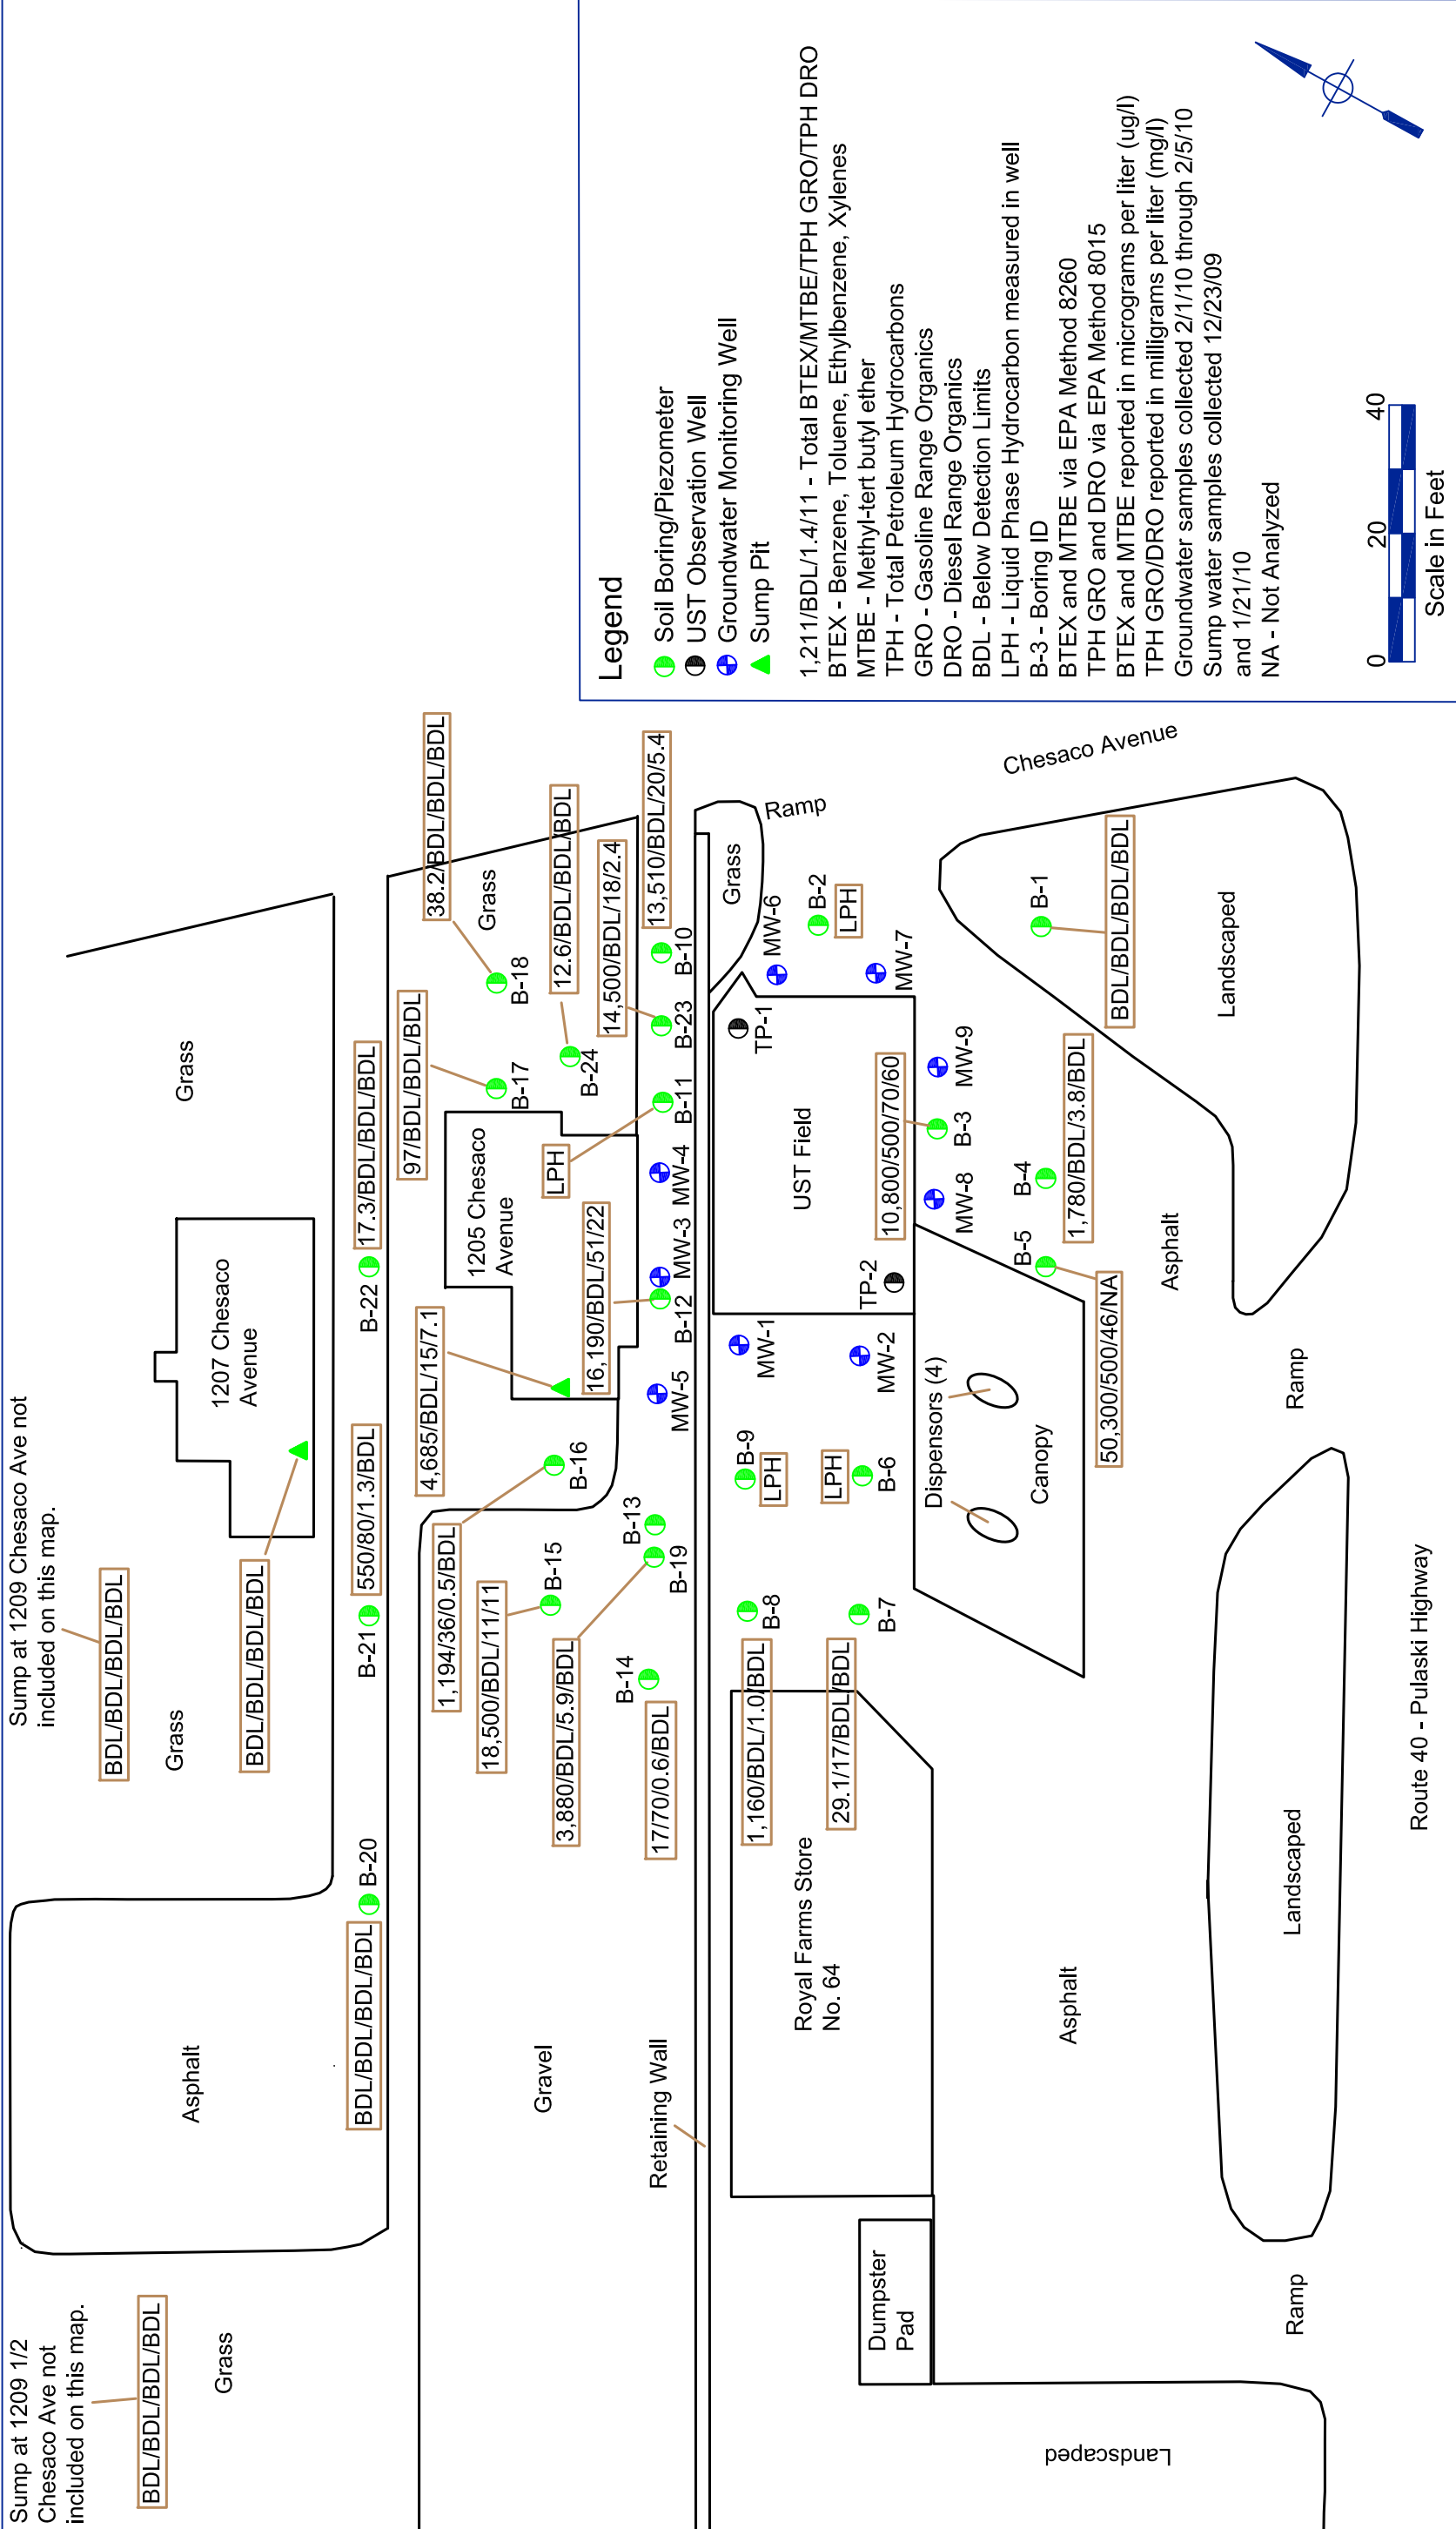 Sump at 1209 1/2
Chesaco Ave not
included on this map.
BDL/BDL/BDL/BDL
Grass
Sump at 1209 Chesaco Ave not
included on this map.
BDL/BDL/BDL/BDL
Grass
BDL/BDL/BDL/BDL
1207 Chesaco
Avenue
Grass
Asphalt
BDL/BDL/BDL/BDL
B-20
B-21
550/80/1.3/BDL
B-22
17.3/BDL/BDL/BDL
97/BDL/BDL/BDL
B-17
38.2/BDL/BDL/BDL
B-18
Grass
12.6/BDL/BDL/BDL
B-24
14,500/BDL/18/2.4
B-23
13,510/BDL/20/5.4
B-10
1205 Chesaco
Avenue
LPH
B-11
MW-4
MW-3
16,190/BDL/51/22
B-12
4,685/BDL/15/7.1
MW-5
B-16
1,194/36/0.5/BDL
18,500/BDL/11/11
B-15
B-13
B-19
3,880/BDL/5.9/BDL
B-14
17/70/0.6/BDL
Gravel
Retaining Wall
Royal Farms Store
No. 64
1,160/BDL/1.0/BDL
B-8
29.1/17/BDL/BDL
B-7
B-9
LPH
LPH
B-6
MW-1
MW-2
UST Field
TP-1
TP-2
Grass
Ramp
MW-6
B-2
LPH
MW-7
MW-9
10,800/500/70/60
B-3
MW-8
B-4
1,780/BDL/3.8/BDL
B-5
50,300/500/46/NA
Dispensors (4)
Canopy
Asphalt
B-1
BDL/BDL/BDL/BDL
Landscaped
Chesaco Avenue
Ramp
Dumpster
Pad
Asphalt
Landscaped
Landscaped
Ramp
Route 40 - Pulaski Highway
Legend
Soil Boring/Piezometer
UST Observation Well
Groundwater Monitoring Well
Sump Pit
1,211/BDL/1.4/11 - Total BTEX/MTBE/TPH GRO/TPH DRO
BTEX - Benzene, Toluene, Ethylbenzene, Xylenes
MTBE - Methyl-tert butyl ether
TPH - Total Petroleum Hydrocarbons
GRO - Gasoline Range Organics
DRO - Diesel Range Organics
BDL - Below Detection Limits
LPH - Liquid Phase Hydrocarbon measured in well
B-3 - Boring ID
BTEX and MTBE via EPA Method 8260
TPH GRO and DRO via EPA Method 8015
BTEX and MTBE reported in micrograms per liter (ug/l)
TPH GRO/DRO reported in milligrams per liter (mg/l)
Groundwater samples collected 2/1/10 through 2/5/10
Sump water samples collected 12/23/09
and 1/21/10
NA - Not Analyzed
0 20 40
Scale in Feet